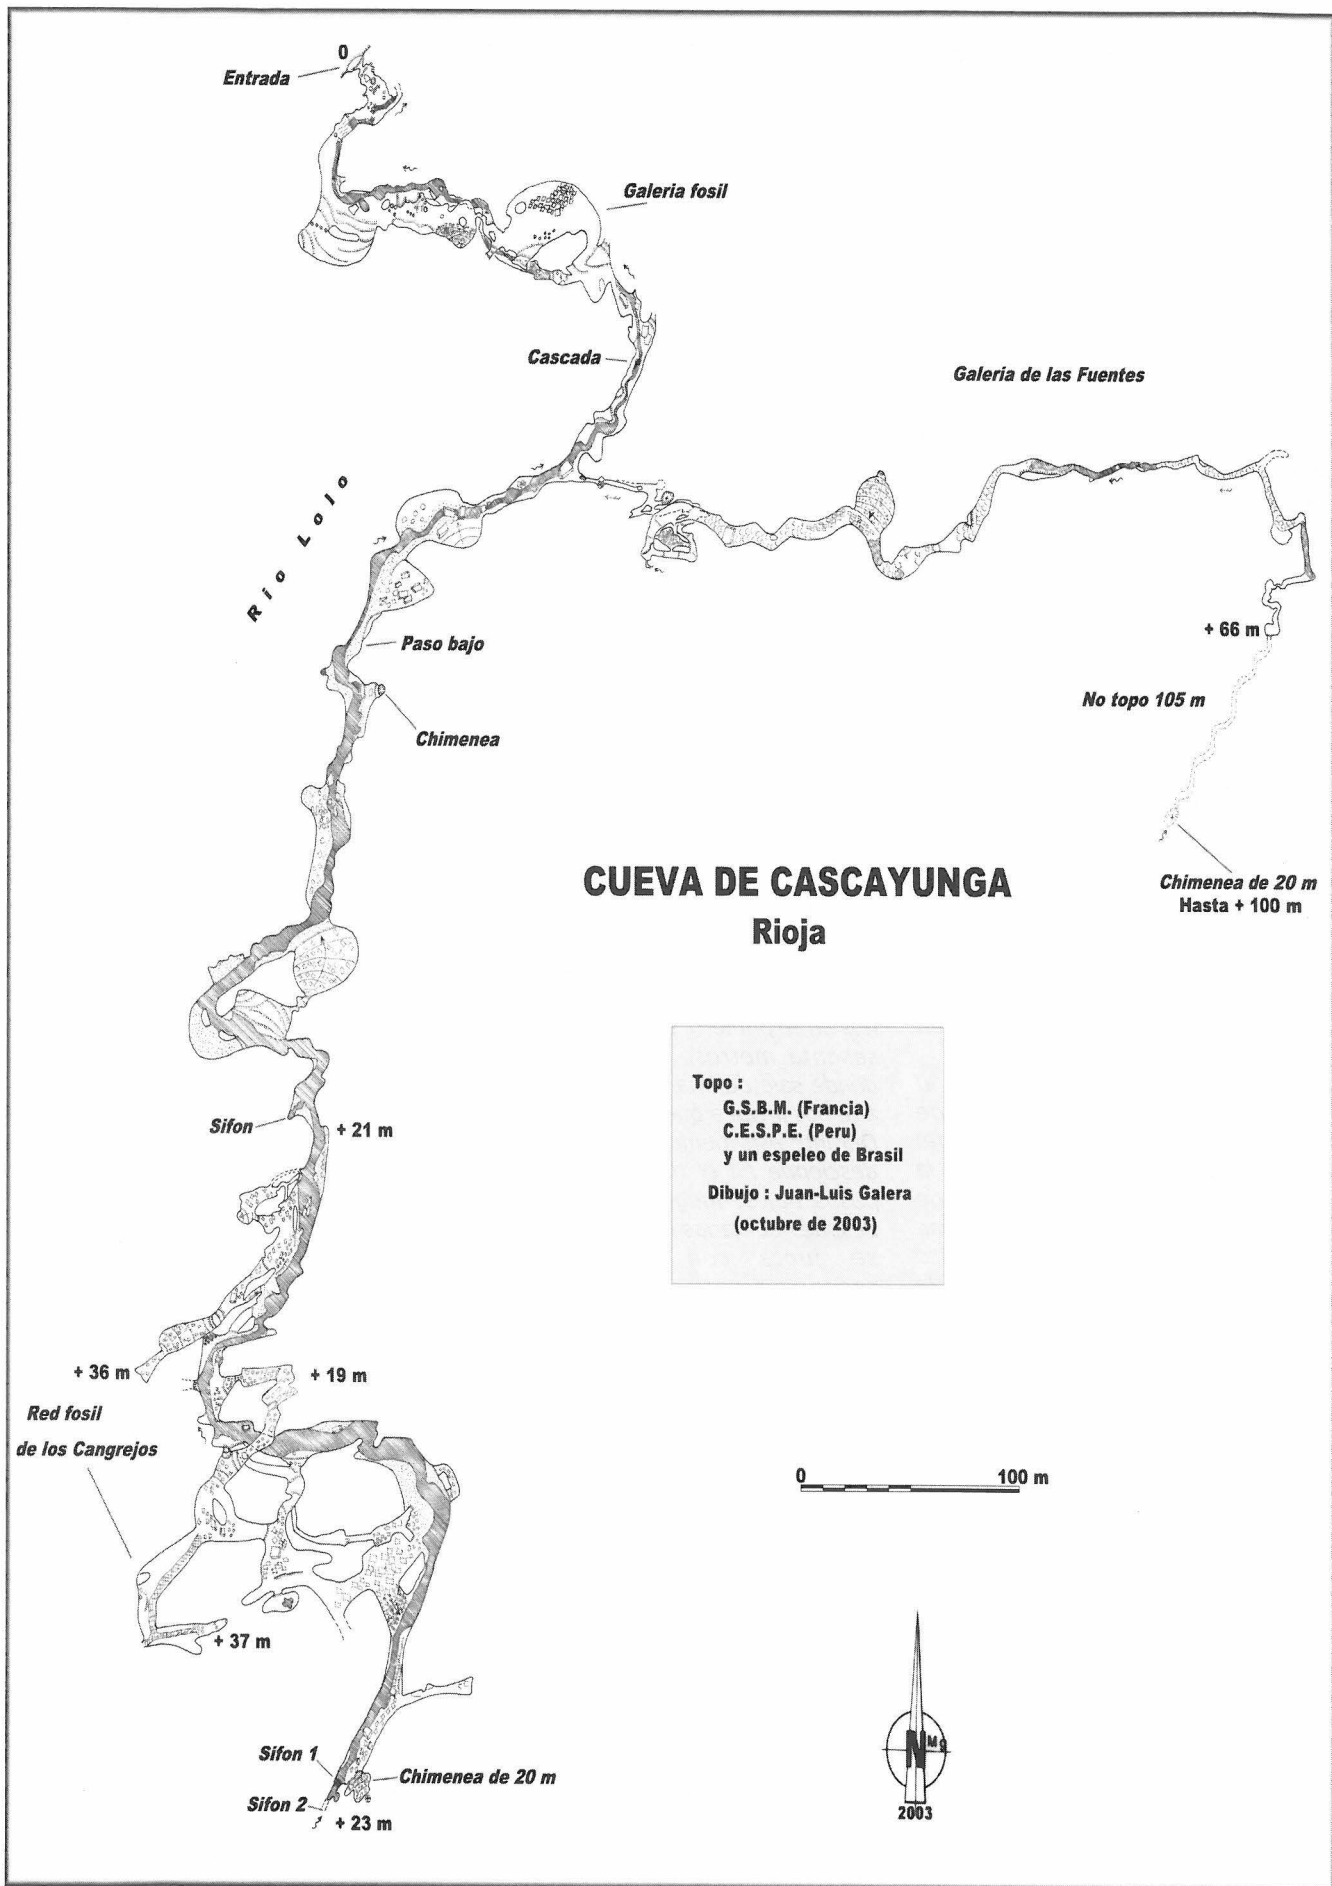 0
Entrada
Galeria fosil
Cascada
Galeria de las Fuentes
Rio Lolo
Paso bajo
+ 66 m
No topo 105 m
Chimenea
CUEVA DE CASCAYUNGA
Rioja
Chimenea de 20 m
Hasta + 100 m
Topo :
G.S.B.M. (Francia)
C.E.S.P.E. (Peru)
y un espeleo de Brasil
Dibujo : Juan-Luis Galera
(octubre de 2003)
Sifon
+ 21 m
+ 36 m
+ 19 m
Red fosil
de los Cangrejos
0 100 m
+ 37 m
Sifon 1
Chimenea de 20 m
Sifon 2
+ 23 m
N Mg
2003